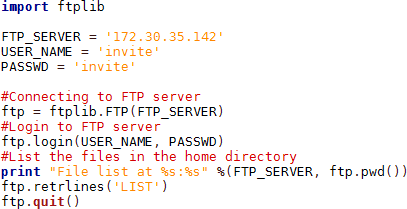 import ftplib
FTP_SERVER = '172.30.35.142'
USER_NAME = 'invite'
PASSWD = 'invite'
#Connecting to FTP server
ftp = ftplib.FTP(FTP_SERVER)
#Login to FTP server
ftp.login(USER_NAME, PASSWD)
#List the files in the home directory
print "File list at %s:%s" %(FTP_SERVER, ftp.pwd())
ftp.retrlines('LIST')
ftp.quit()